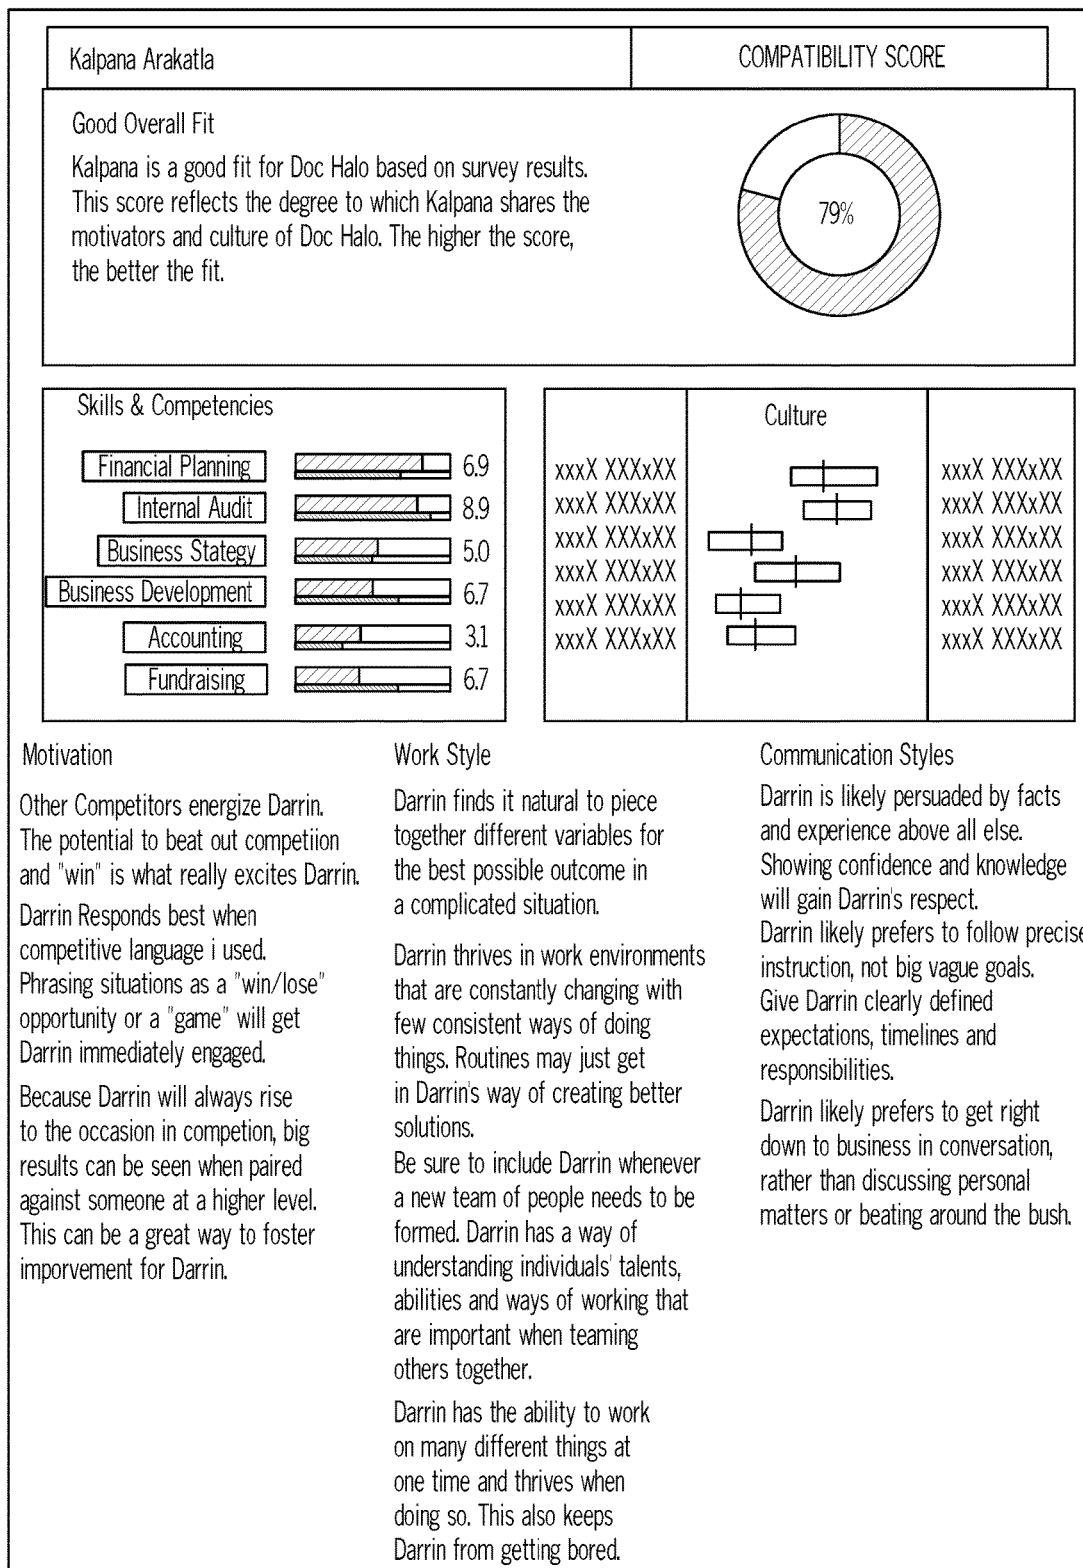 Kalpana Arakatla
COMPATIBILITY SCORE
Good Overall Fit
Kalpana is a good fit for Doc Halo based on survey results.
This score reflects the degree to which Kalpana shares the
motivators and culture of Doc Halo. The higher the score,
the better the fit.
79%
Skills & Competencies
Financial Planning 6.9
Internal Audit 8.9
Business Stategy 5.0
Business Development 6.7
Accounting 3.1
Fundraising 6.7
Culture
xxxX XXXxXX xxxX XXXxXX
xxxX XXXxXX xxxX XXXxXX
xxxX XXXxXX xxxX XXXxXX
xxxX XXXxXX xxxX XXXxXX
xxxX XXXxXX xxxX XXXxXX
xxxX XXXxXX xxxX XXXxXX
Motivation
Other Competitors energize Darrin.
The potential to beat out competiion
and "win" is what really excites Darrin.
Darrin Responds best when
competitive language i used.
Phrasing situations as a "win/lose"
opportunity or a "game" will get
Darrin immediately engaged.
Because Darrin will always rise
to the occasion in competion, big
results can be seen when paired
against someone at a higher level.
This can be a great way to foster
imporvement for Darrin.
Work Style
Darrin finds it natural to piece
together different variables for
the best possible outcome in
a complicated situation.
Darrin thrives in work environments
that are constantly changing with
few consistent ways of doing
things. Routines may just get
in Darrin's way of creating better
solutions.
Be sure to include Darrin whenever
a new team of people needs to be
formed. Darrin has a way of
understanding individuals' talents,
abilities and ways of working that
are important when teaming
others together.
Darrin has the ability to work
on many different things at
one time and thrives when
doing so. This also keeps
Darrin from getting bored.
Communication Styles
Darrin is likely persuaded by facts
and experience above all else.
Showing confidence and knowledge
will gain Darrin's respect.
Darrin likely prefers to follow precise
instruction, not big vague goals.
Give Darrin clearly defined
expectations, timelines and
responsibilities.
Darrin likely prefers to get right
down to business in conversation,
rather than discussing personal
matters or beating around the bush.